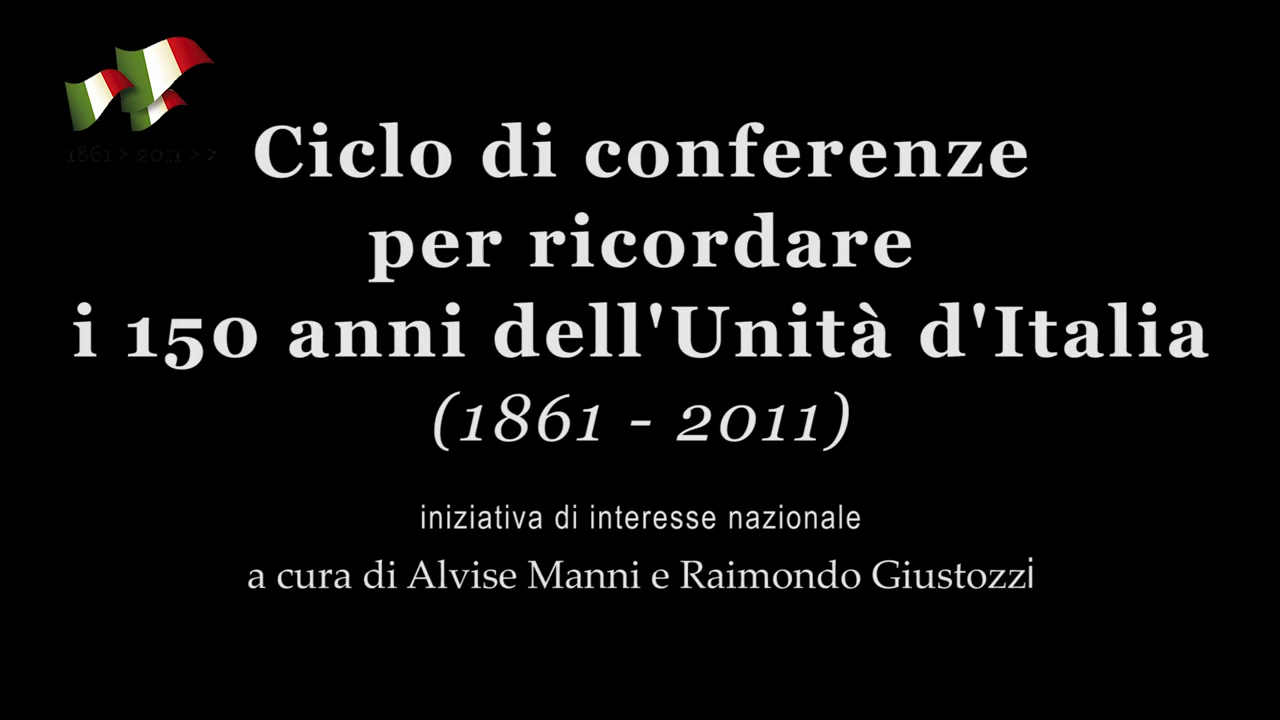 1861 > 2011 > >
Ciclo di conferenze
per ricordare
i 150 anni dell'Unità d'Italia
(1861 - 2011)
iniziativa di interesse nazionale
a cura di Alvise Manni e Raimondo Giustozzi